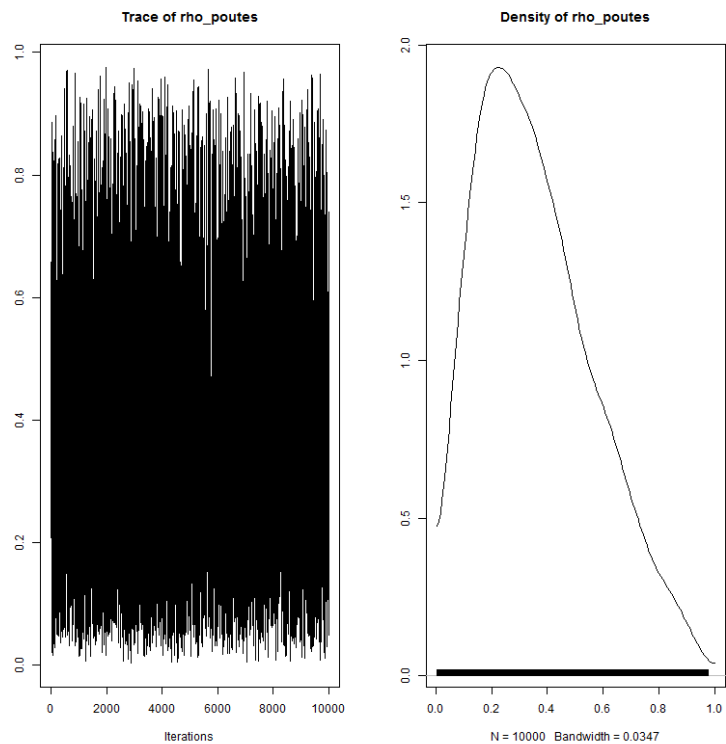 Trace of rho_poutes
1.0
0.8
0.6
0.4
0.2
0.0
0 2000 4000 6000 8000 10000
Iterations
Density of rho_poutes
2.0
1.5
1.0
0.5
0.0
0.0 0.2 0.4 0.6 0.8 1.0
N = 10000 Bandwidth = 0.0347